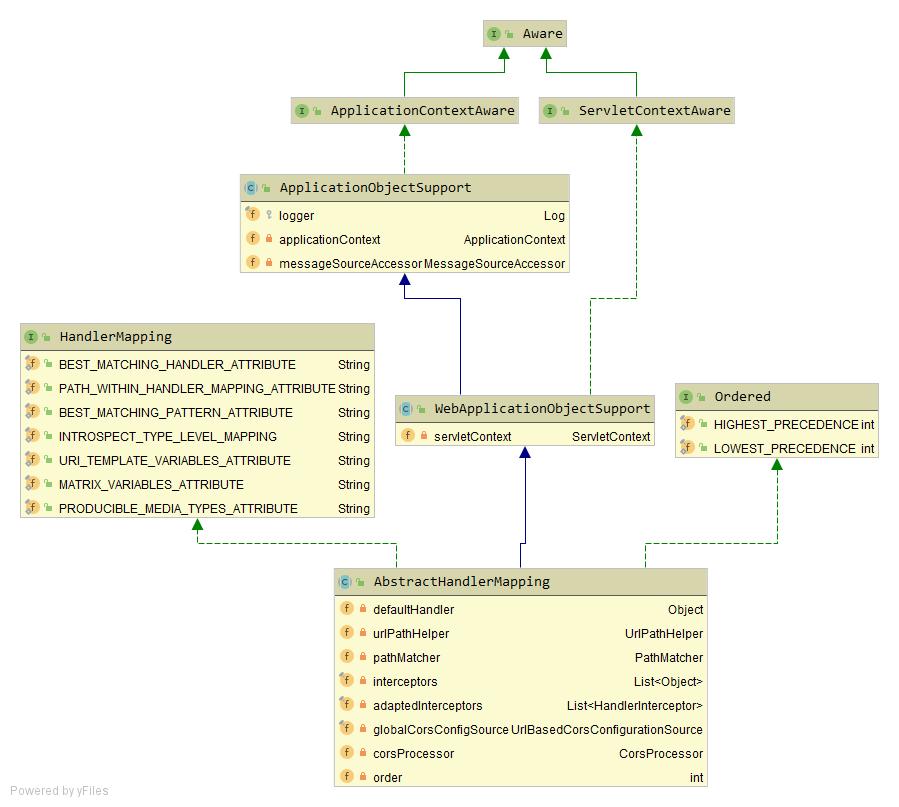 Aware
ApplicationContextAware
ServletContextAware
ApplicationObjectSupport
logger Log
applicationContext ApplicationContext
messageSourceAccessor MessageSourceAccessor
HandlerMapping
BEST_MATCHING_HANDLER_ATTRIBUTE String
PATH_WITHIN_HANDLER_MAPPING_ATTRIBUTE String
BEST_MATCHING_PATTERN_ATTRIBUTE String
INTROSPECT_TYPE_LEVEL_MAPPING String
URI_TEMPLATE_VARIABLES_ATTRIBUTE String
MATRIX_VARIABLES_ATTRIBUTE String
PRODUCIBLE_MEDIA_TYPES_ATTRIBUTE String
WebApplicationObjectSupport
servletContext ServletContext
Ordered
HIGHEST_PRECEDENCE int
LOWEST_PRECEDENCE int
AbstractHandlerMapping
defaultHandler Object
urlPathHelper UrlPathHelper
pathMatcher PathMatcher
interceptors List<Object>
adaptedInterceptors List<HandlerInterceptor>
globalCorsConfigSource UrlBasedCorsConfigurationSource
corsProcessor CorsProcessor
order int
Powered by yFiles